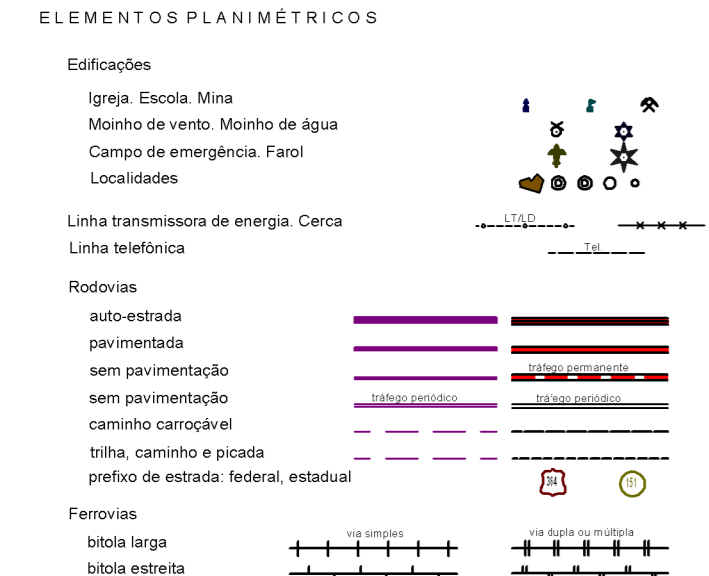 ELEMENTOS PLANIMÉTRICOS
Edificações
Igreja. Escola. Mina
Moinho de vento. Moinho de água
Campo de emergência. Farol
Localidades
Linha transmissora de energia. Cerca
LT/LD
Linha telefônica
Tel.
Rodovias
auto-estrada
pavimentada
sem pavimentação
tráfego permanente
sem pavimentação
tráfego periódico
tráfego periódico
caminho carroçável
trilha, caminho e picada
prefixo de estrada: federal, estadual
364
151
Ferrovias
bitola larga
via simples
via dupla ou múltipla
bitola estreita